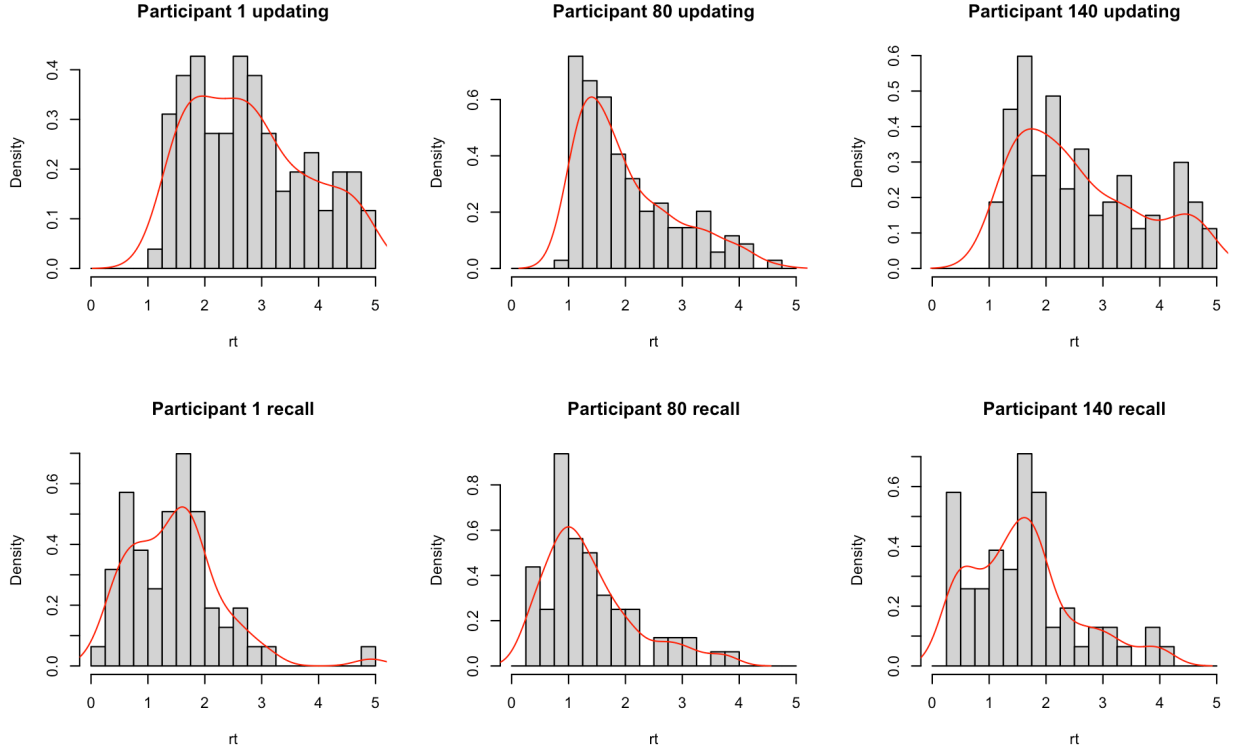 Participant 1 updating
Participant 80 updating
Participant 140 updating
Density
0.0 0.1 0.2 0.3 0.4
0 1 2 3 4 5
rt
Density
0.0 0.2 0.4 0.6
0 1 2 3 4 5
rt
Density
0.0 0.1 0.2 0.3 0.4 0.5 0.6
0 1 2 3 4 5
rt
Participant 1 recall
Participant 80 recall
Participant 140 recall
Density
0.0 0.2 0.4 0.6
0 1 2 3 4 5
rt
Density
0.0 0.2 0.4 0.6 0.8
0 1 2 3 4 5
rt
Density
0.0 0.2 0.4 0.6
0 1 2 3 4 5
rt